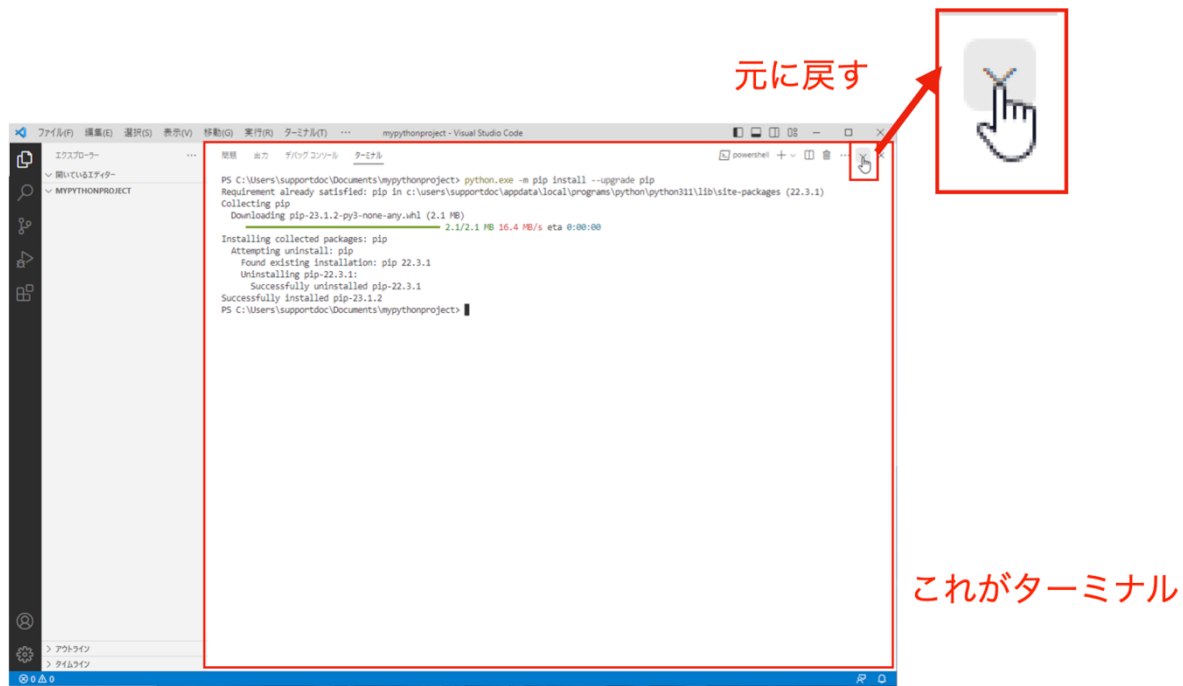 元に戻す
ファイル(F) 編集(E) 選択(S) 表示(V) 移動(G) 実行(R) ターミナル(T) ··· mypythonproject - Visual Studio Code
エクスプローラー ···
開いているエディター
MYPYTHONPROJECT
問題 出力 デバッグ コンソール ターミナル powershell
PS C:\Users\supportdoc\Documents\mypythonproject> python.exe -m pip install --upgrade pip
Requirement already satisfied: pip in c:\users\supportdoc\appdata\local\programs\python\python311\lib\site-packages (22.3.1)
Collecting pip
Downloading pip-23.1.2-py3-none-any.whl (2.1 MB)
2.1/2.1 MB 16.4 MB/s eta 0:00:00
Installing collected packages: pip
Attempting uninstall: pip
Found existing installation: pip 22.3.1
Uninstalling pip-22.3.1:
Successfully uninstalled pip-22.3.1
Successfully installed pip-23.1.2
PS C:\Users\supportdoc\Documents\mypythonproject>
これがターミナル
アウトライン
タイムライン
0 0